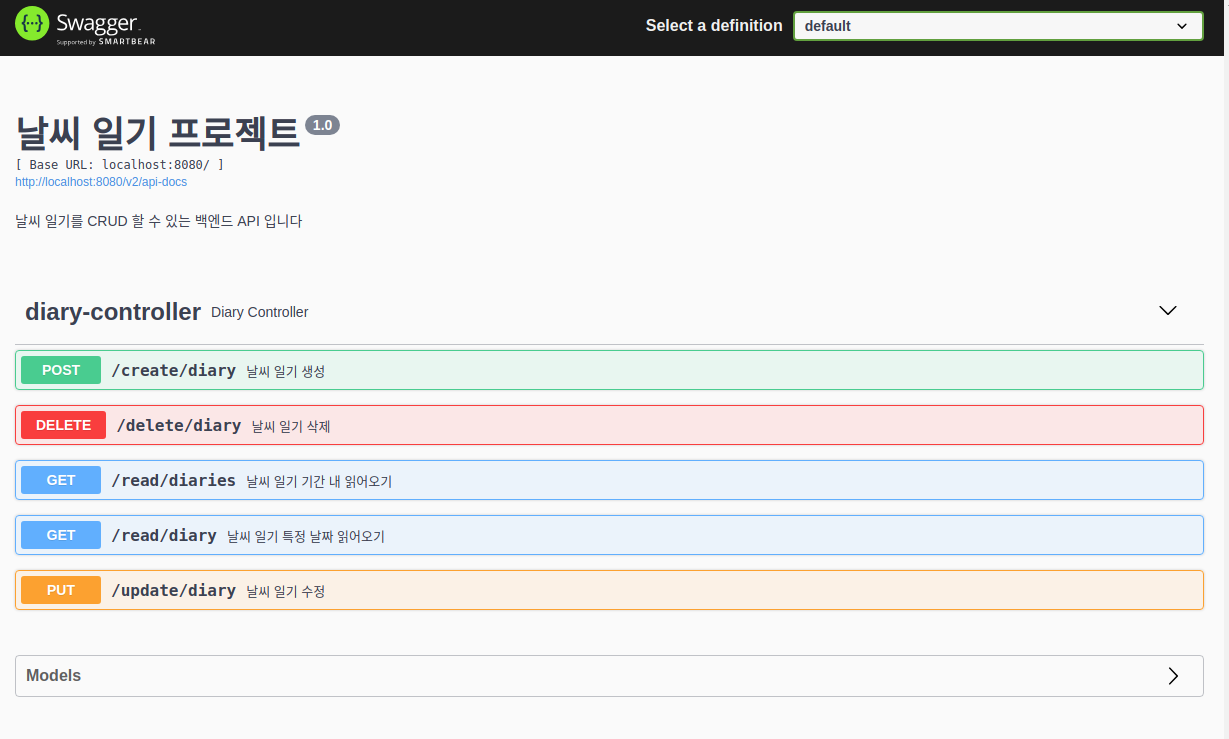 {...} Swagger
Supported by SMARTBEAR
Select a definition default
날씨 일기 프로젝트 1.0
[ Base URL: localhost:8080/ ]
http://localhost:8080/v2/api-docs
날씨 일기를 CRUD 할 수 있는 백엔드 API 입니다
diary-controller Diary Controller
POST /create/diary 날씨 일기 생성
DELETE /delete/diary 날씨 일기 삭제
GET /read/diaries 날씨 일기 기간 내 읽어오기
GET /read/diary 날씨 일기 특정 날짜 읽어오기
PUT /update/diary 날씨 일기 수정
Models